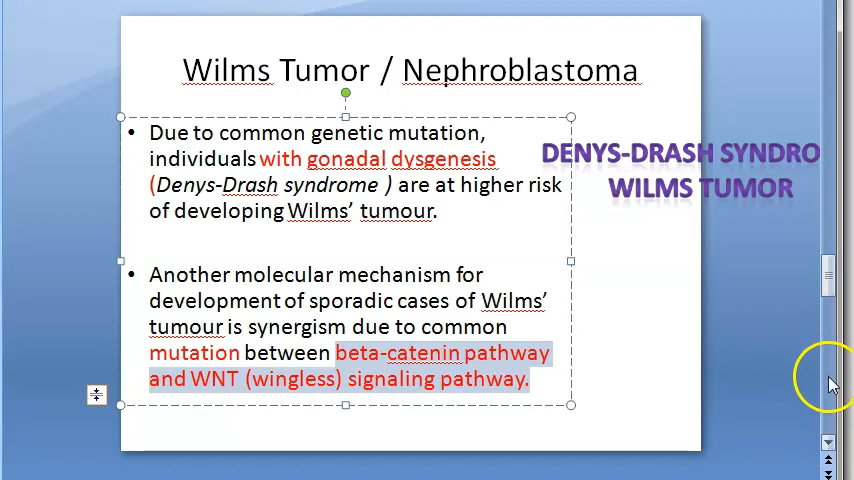 Wilms Tumor / Nephroblastoma
• Due to common genetic mutation,
individuals with gonadal dysgenesis
(Denys-Drash syndrome ) are at higher risk
of developing Wilms’ tumour.
DENYS-DRASH SYNDRO
WILMS TUMOR
• Another molecular mechanism for
development of sporadic cases of Wilms’
tumour is synergism due to common
mutation between beta-catenin pathway
and WNT (wingless) signaling pathway.